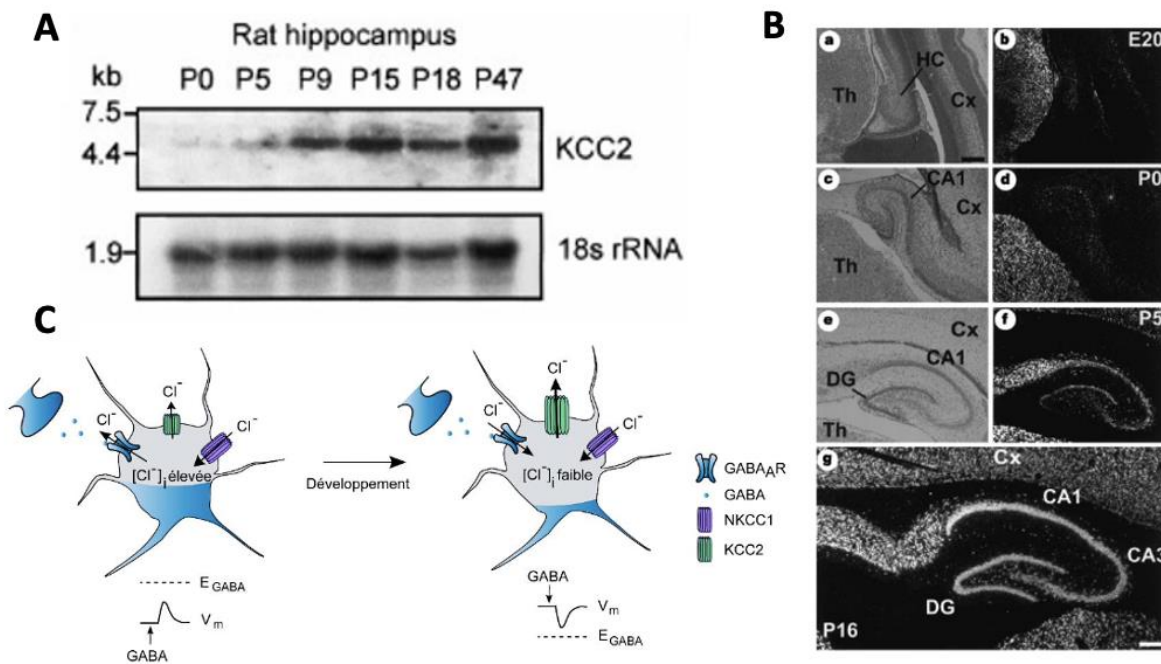 A
Rat hippocampus
kb P0 P5 P9 P15 P18 P47
7.5
4.4
KCC2
1.9
18s rRNA
B
a
HC
Th
Cx
b
E20
c
CA1
Cx
Th
d
P0
e
Cx
CA1
DG
Th
f
P5
g
Cx
CA1
CA3
DG
P16
C
Cl⁻
Cl⁻
Cl⁻
[Cl⁻]i élevée
E GABA
Vm
GABA
Développement
Cl⁻
Cl⁻
Cl⁻
[Cl⁻]i faible
GABA
Vm
E GABA
GABAAR
GABA
NKCC1
KCC2